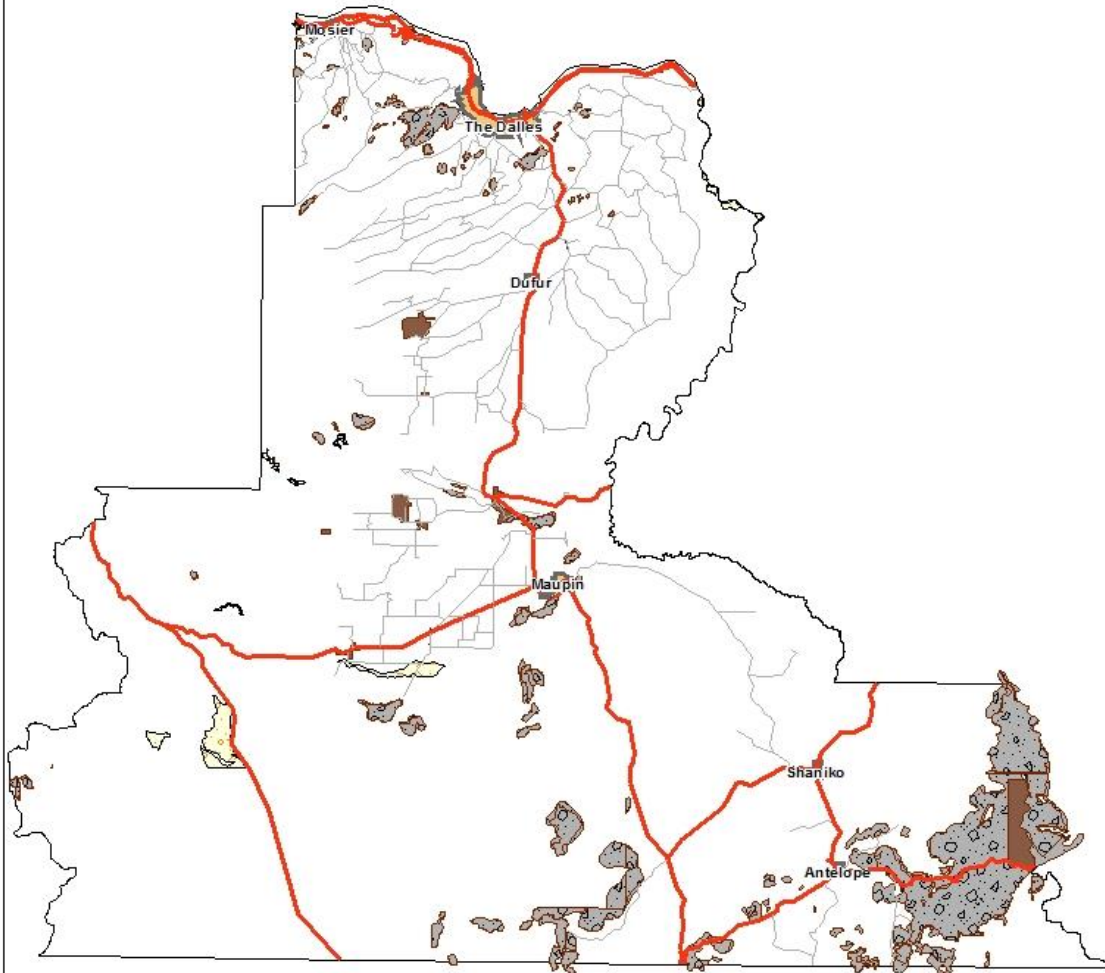 Mosier
The Dalles
Dufur
Maupin
Shaniko
Antelope